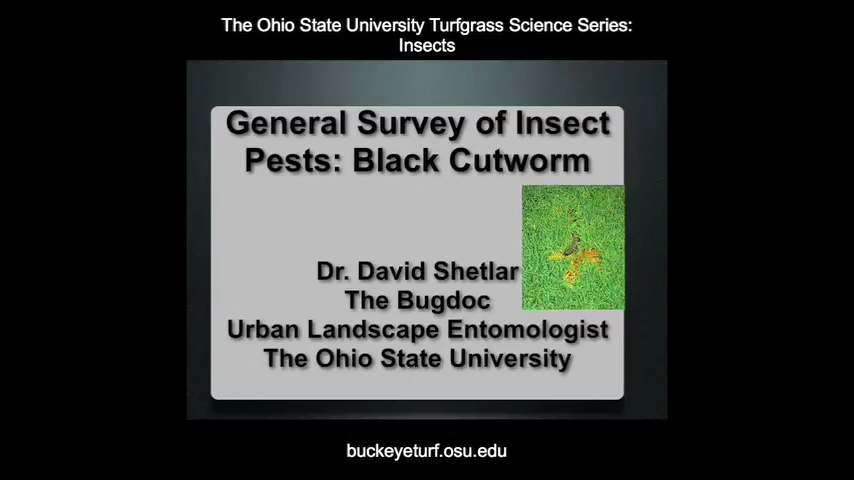 The Ohio State University Turfgrass Science Series:
Insects
General Survey of Insect
Pests: Black Cutworm
Dr. David Shetlar
The Bugdoc
Urban Landscape Entomologist
The Ohio State University
buckeyeturf.osu.edu